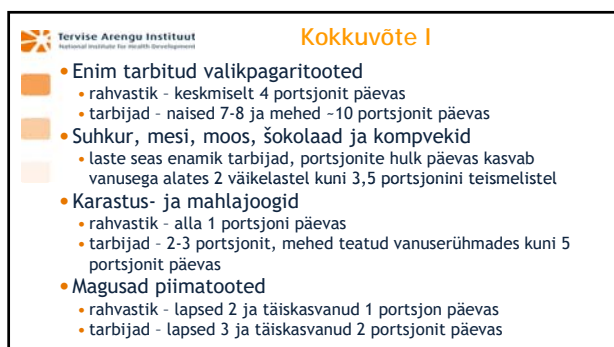 Tervise Arengu Instituut
National Institute for Health Development
Kokkuvõte I
• Enim tarbitud valikpagaritooted
• rahvastik – keskmiselt 4 portsjonit päevas
• tarbijad – naised 7-8 ja mehed ~10 portsjonit päevas
• Suhkur, mesi, moos, šokolaad ja kompvekid
• laste seas enamik tarbijad, portsjonite hulk päevas kasvab
vanusega alates 2 väikelastel kuni 3,5 portsjonini teismelistel
• Karastus- ja mahlajoogid
• rahvastik – alla 1 portsjoni päevas
• tarbijad – 2-3 portsjonit, mehed teatud vanuserühmades kuni 5
portsjonit päevas
• Magusad piimatooted
• rahvastik – lapsed 2 ja täiskasvanud 1 portsjon päevas
• tarbijad – lapsed 3 ja täiskasvanud 2 portsjonit päevas